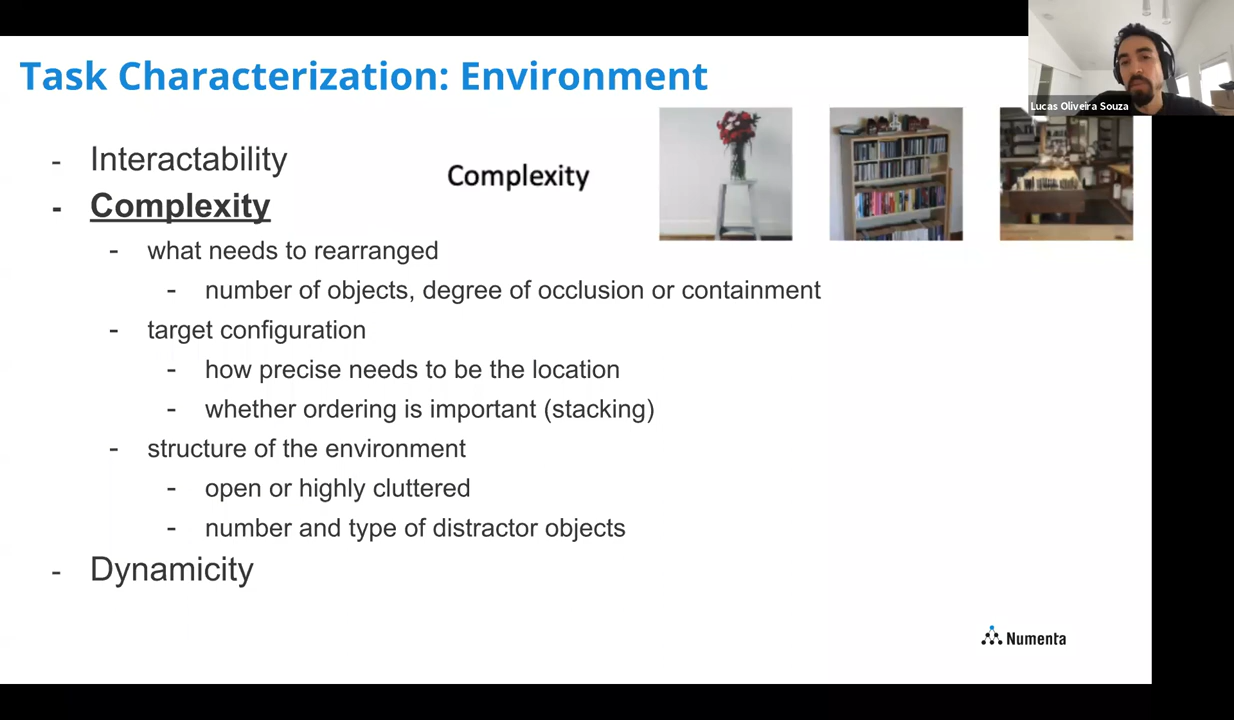 Task Characterization: Environment
Lucas Oliveira Souza
- Interactability
Complexity
- Complexity
- what needs to rearranged
- number of objects, degree of occlusion or containment
- target configuration
- how precise needs to be the location
- whether ordering is important (stacking)
- structure of the environment
- open or highly cluttered
- number and type of distractor objects
- Dynamicity
Numenta